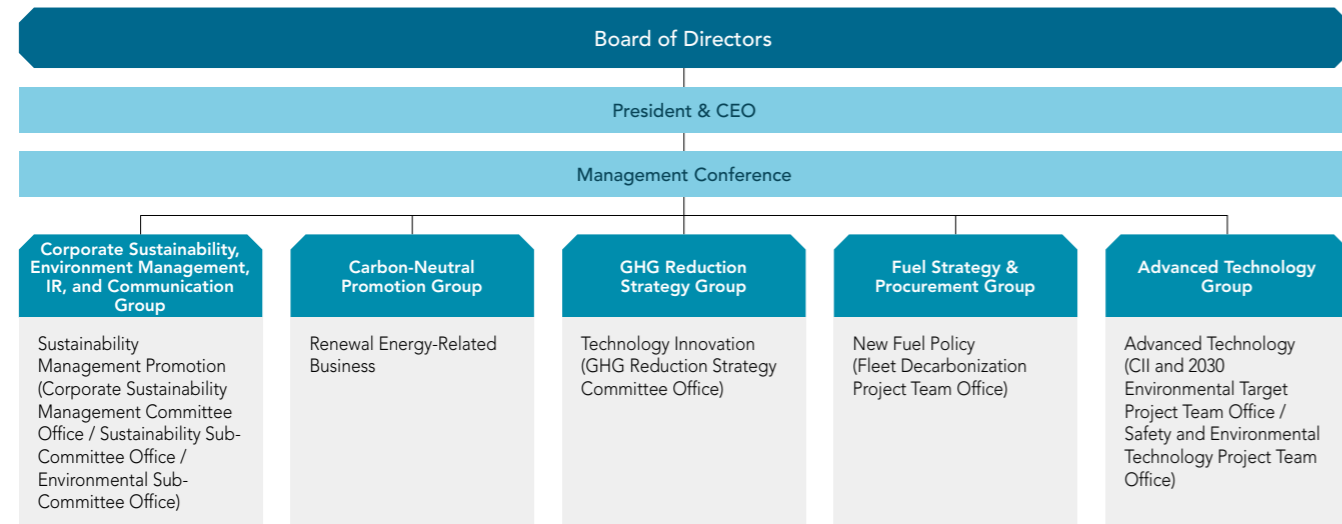 Board of Directors
President & CEO
Management Conference
Corporate Sustainability,
Environment Management,
IR, and Communication
Group
Sustainability
Management Promotion
(Corporate Sustainability
Management Committee
Office / Sustainability Sub-
Committee Office /
Environmental Sub-
Committee Office)
Carbon-Neutral
Promotion Group
Renewal Energy-Related
Business
GHG Reduction
Strategy Group
Technology Innovation
(GHG Reduction Strategy
Committee Office)
Fuel Strategy &
Procurement Group
New Fuel Policy
(Fleet Decarbonization
Project Team Office)
Advanced Technology
Group
Advanced Technology
(CII and 2030
Environmental Target
Project Team Office /
Safety and Environmental
Technology Project Team
Office)